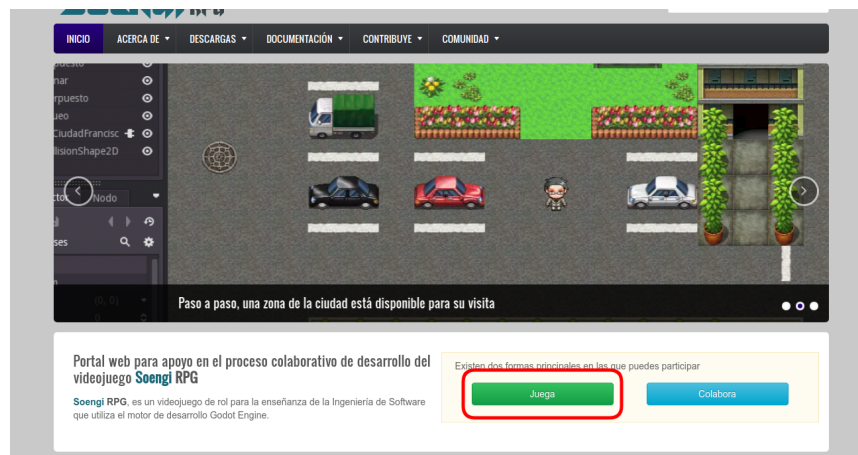 INICIO ACERCA DE DESCARGAS DOCUMENTACIÓN CONTRIBUYE COMUNIDAD
Nodo
(0, 0)
0
Paso a paso, una zona de la ciudad está disponible para su visita
Portal web para apoyo en el proceso colaborativo de desarrollo del
videojuego Soengi RPG
Soengi RPG, es un videojuego de rol para la enseñanza de la Ingeniería de Software
que utiliza el motor de desarrollo Godot Engine.
Existen dos formas principales en las que puedes participar
Juega Colabora